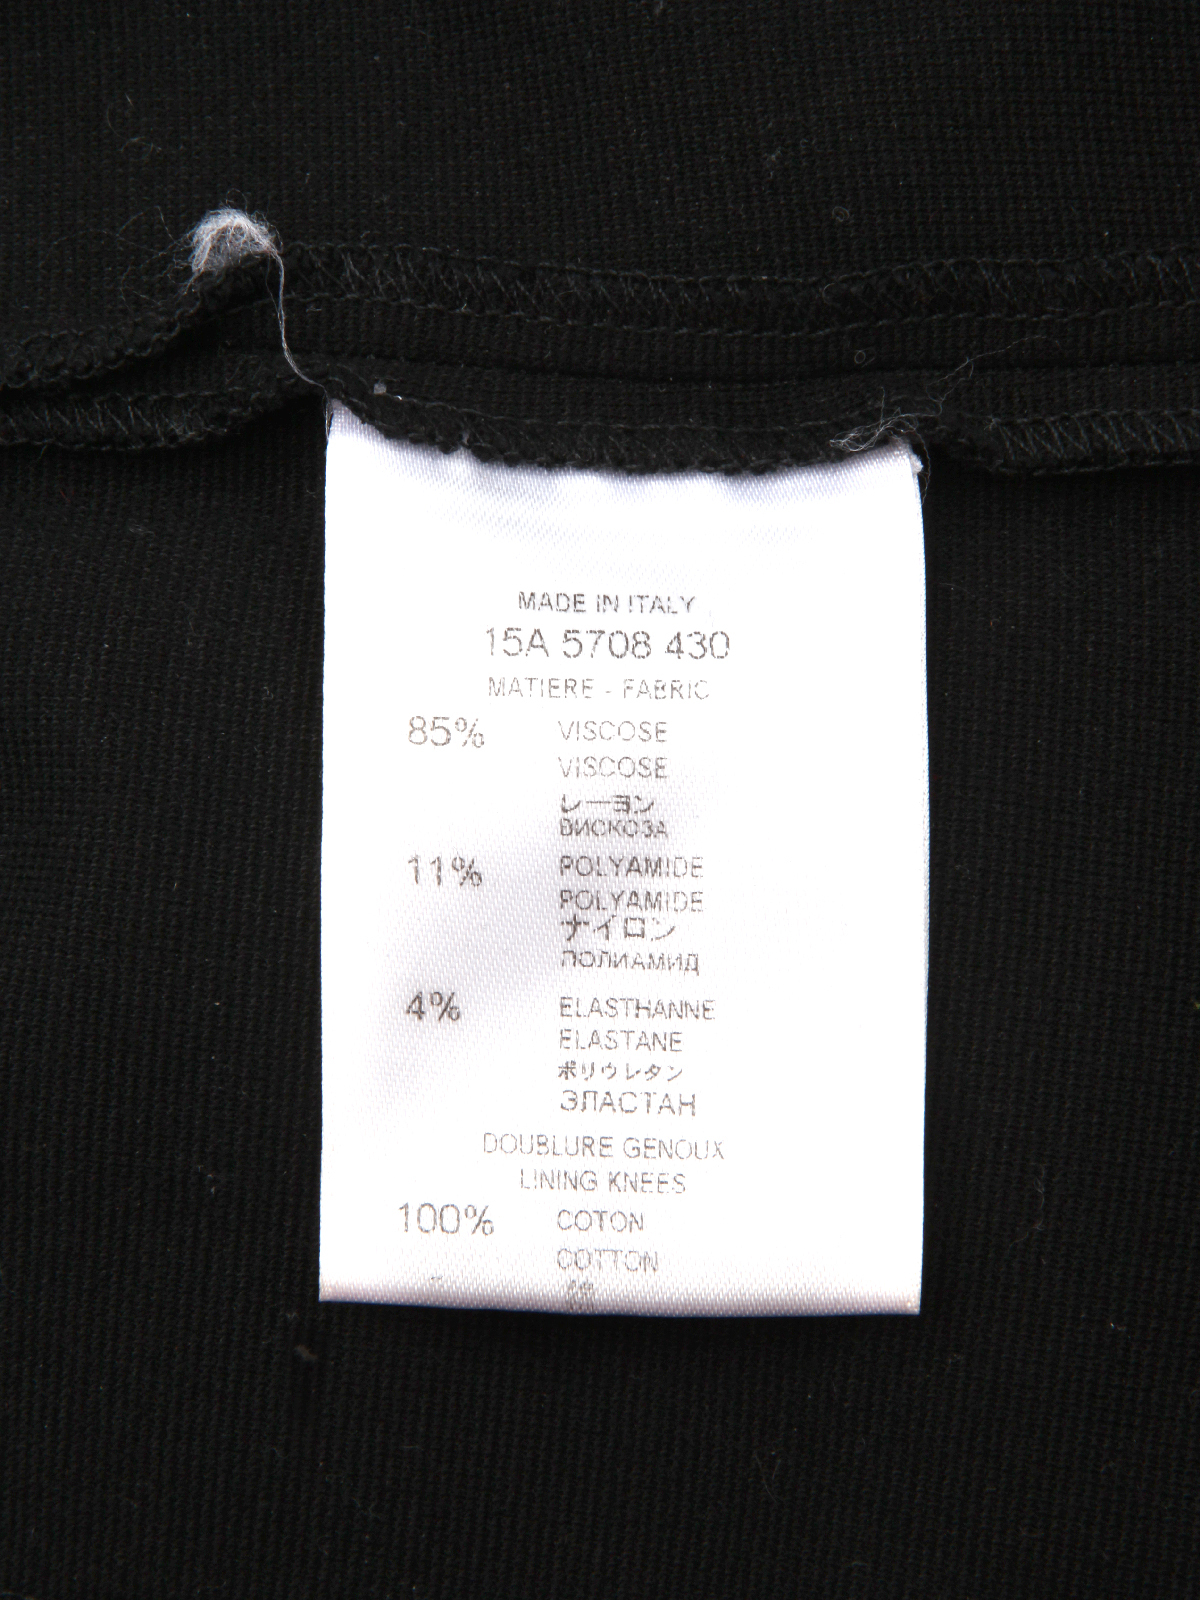 MADE IN ITALY
15A 5708 430
MATIERE - FABRIC
85% VISCOSE
VISCOSE
レーヨン
ВИСКОЗА
11% POLYAMIDE
POLYAMIDE
ナイロン
ПОЛИАМИД
4% ELASTHANNE
ELASTANE
ポリウレタン
ЭЛАСТАН
DOUBLURE GENOUX
LINING KNEES
100% COTON
COTTON